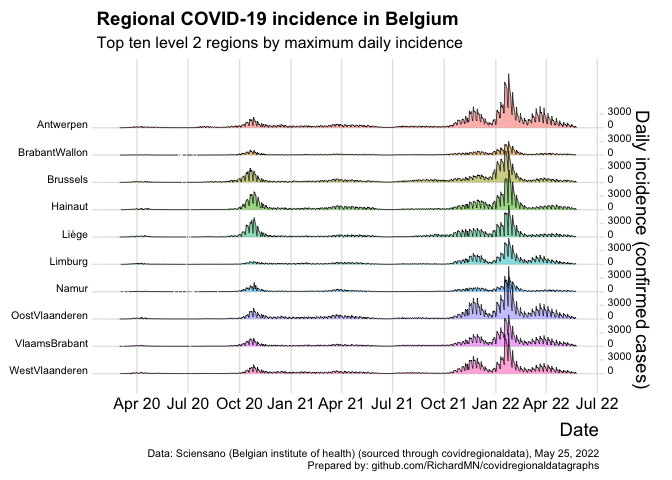 Regional COVID-19 incidence in Belgium
Top ten level 2 regions by maximum daily incidence
Antwerpen
BrabantWallon
Brussels
Hainaut
Liège
Limburg
Namur
OostVlaanderen
VlaamsBrabant
WestVlaanderen
3000
0
3000
0
3000
0
3000
0
3000
0
3000
0
3000
0
3000
0
3000
0
3000
0
Daily incidence (confirmed cases)
Apr 20 Jul 20 Oct 20 Jan 21 Apr 21 Jul 21 Oct 21 Jan 22 Apr 22 Jul 22
Date
Data: Sciensano (Belgian institute of health) (sourced through covidregionaldata), May 25, 2022
Prepared by: github.com/RichardMN/covidregionaldatagraphs